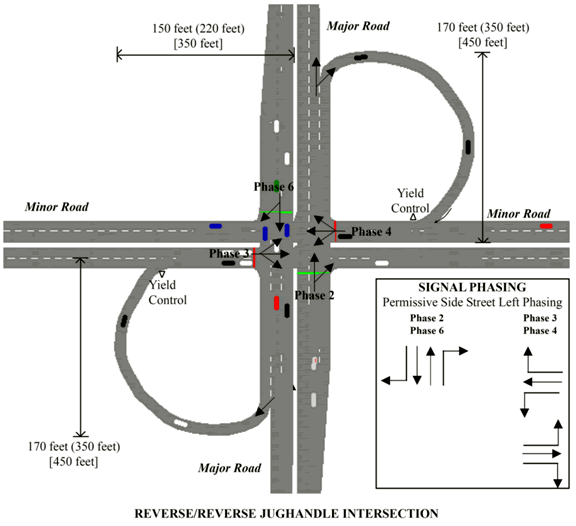 150 feet (220 feet)
[350 feet]
Major Road
170 feet (350 feet)
[450 feet]
Phase 6
Minor Road
Yield
Control
Minor Road
Phase 4
Phase 3
Yield
Control
Phase 2
SIGNAL PHASING
Permissive Side Street Left Phasing
Phase 2
Phase 6
Phase 3
Phase 4
170 feet (350 feet)
[450 feet]
Major Road
REVERSE/REVERSE JUGHANDLE INTERSECTION